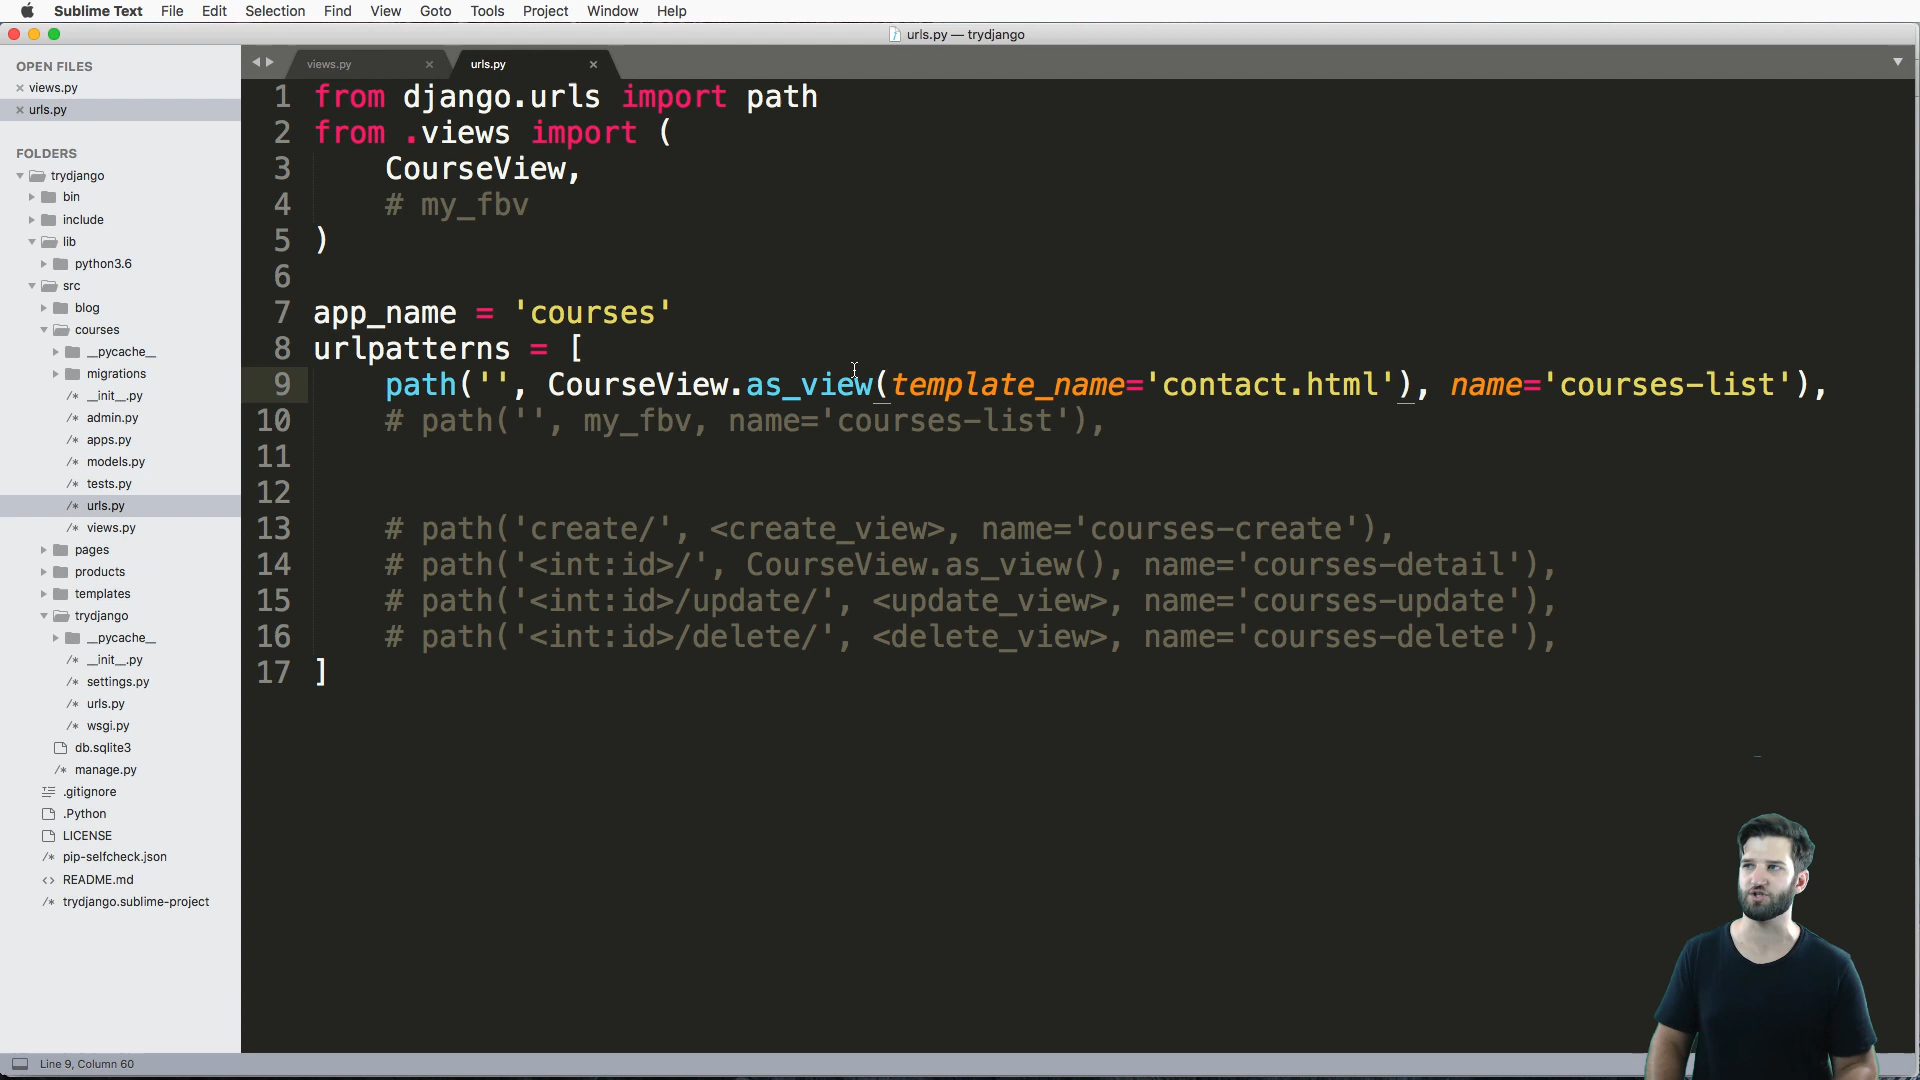 Sublime Text File Edit Selection Find View Goto Tools Project Window Help
urls.py — trydjango
OPEN FILES
views.py
urls.py
FOLDERS
trydjango
bin
include
lib
python3.6
src
blog
courses
__pycache__
migrations
__init__.py
admin.py
apps.py
models.py
tests.py
urls.py
views.py
pages
products
templates
trydjango
__pycache__
__init__.py
settings.py
urls.py
wsgi.py
db.sqlite3
manage.py
.gitignore
.Python
LICENSE
pip-selfcheck.json
README.md
trydjango.sublime-project
views.py urls.py
1 from django.urls import path
2 from .views import (
3 CourseView,
4 # my_fbv
5 )
6
7 app_name = 'courses'
8 urlpatterns = [
9 path('', CourseView.as_view(template_name='contact.html'), name='courses-list'),
10 # path('', my_fbv, name='courses-list'),
11
12
13 # path('create/', <create_view>, name='courses-create'),
14 # path('<int:id>/', CourseView.as_view(), name='courses-detail'),
15 # path('<int:id>/update/', <update_view>, name='courses-update'),
16 # path('<int:id>/delete/', <delete_view>, name='courses-delete'),
17 ]
Line 9, Column 60